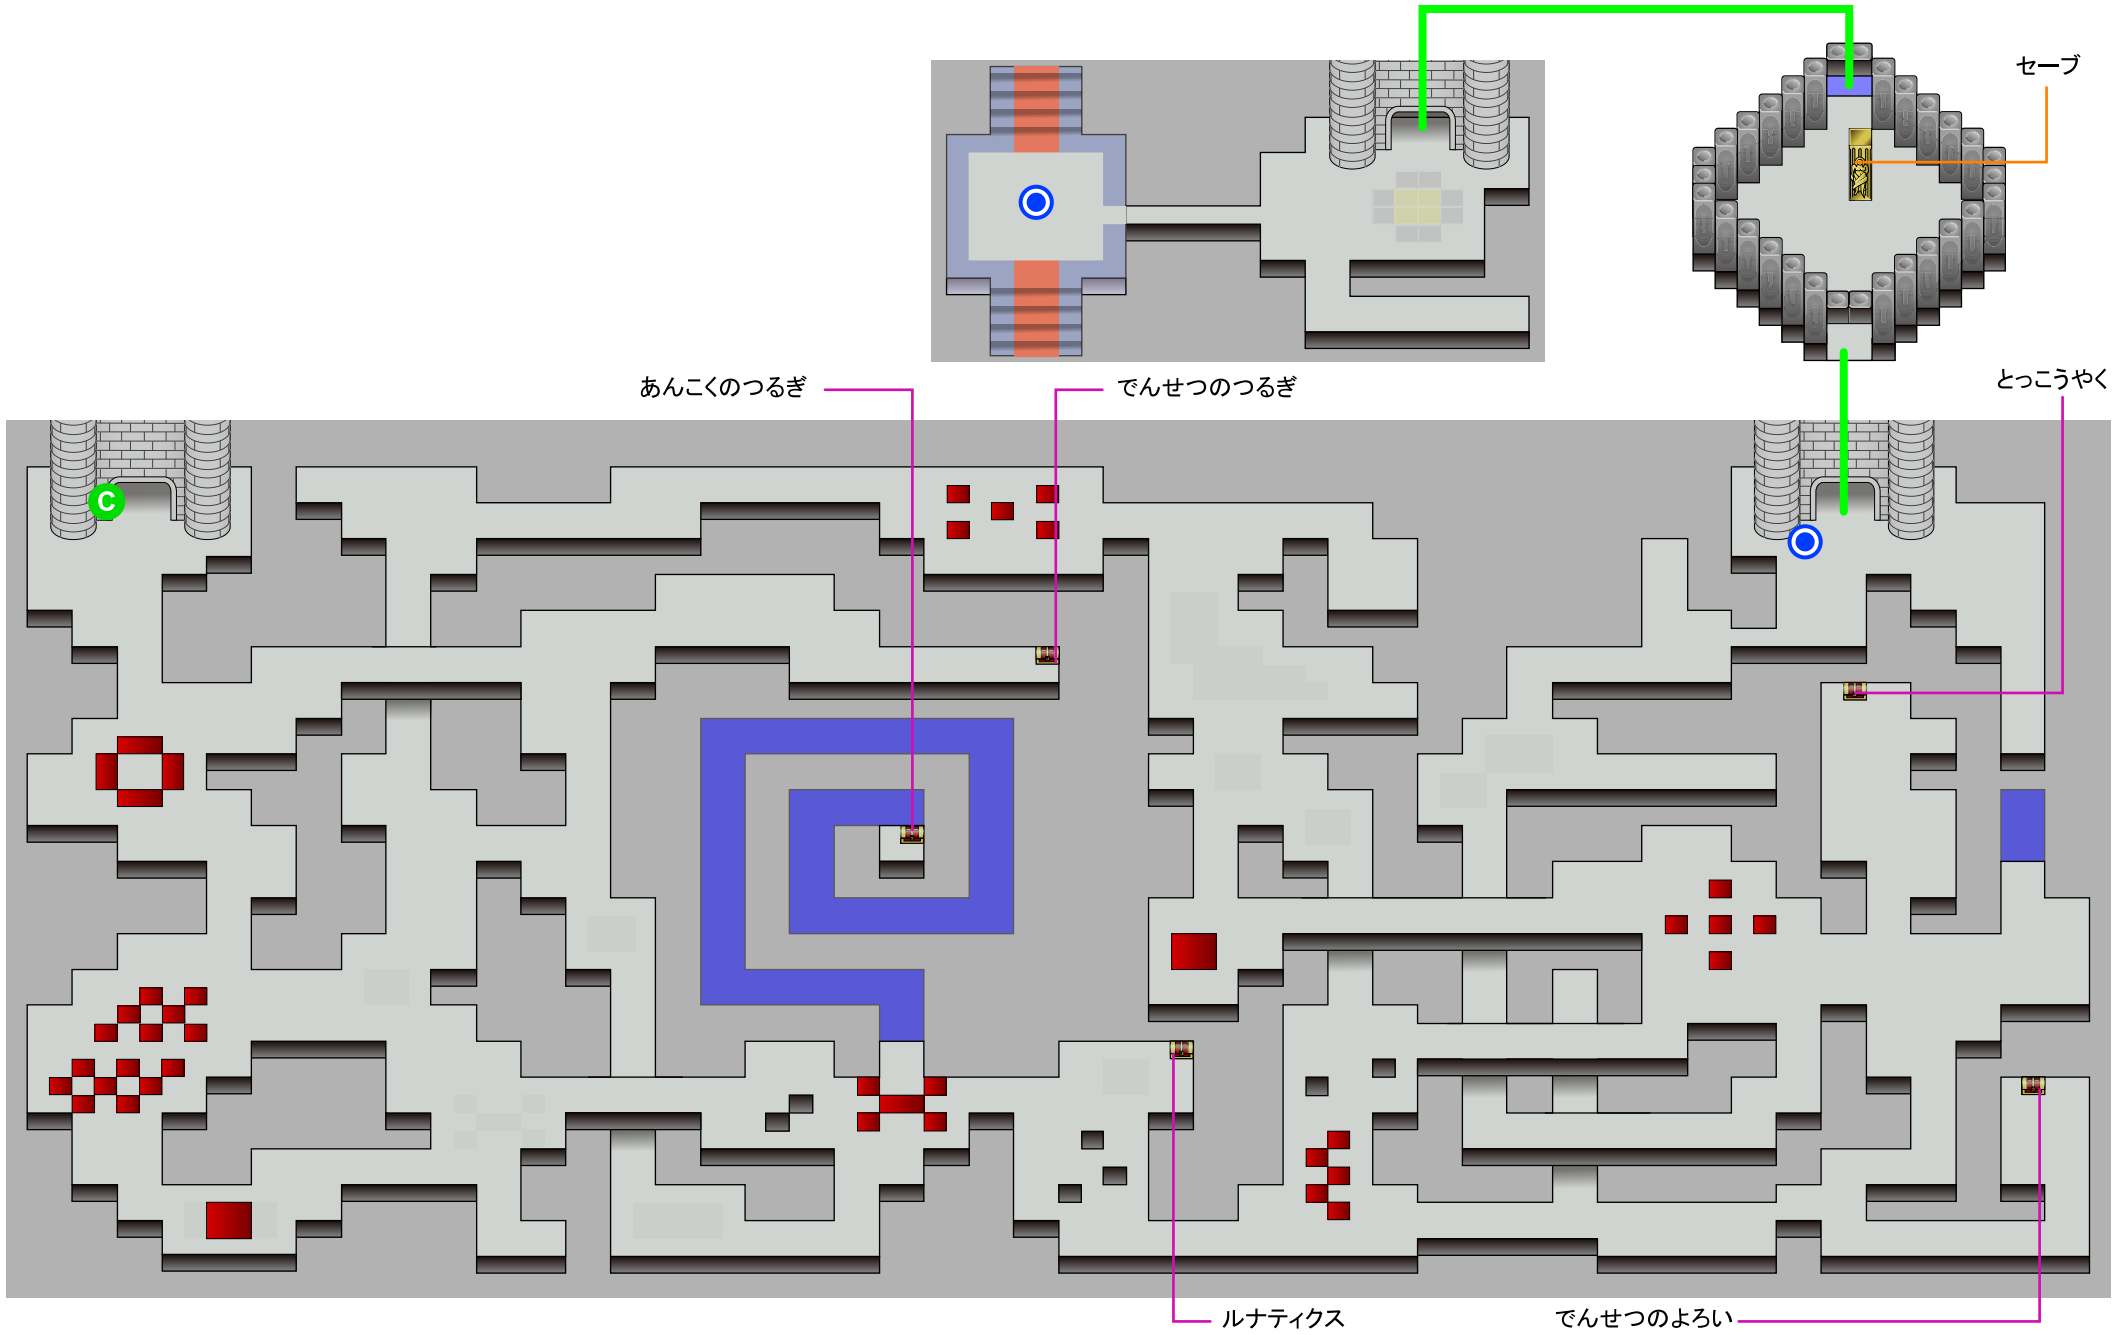 セーブ
あんこくのつるぎ
でんせつのつるぎ
とっこうやく
C
ルナティクス
でんせつのよろい